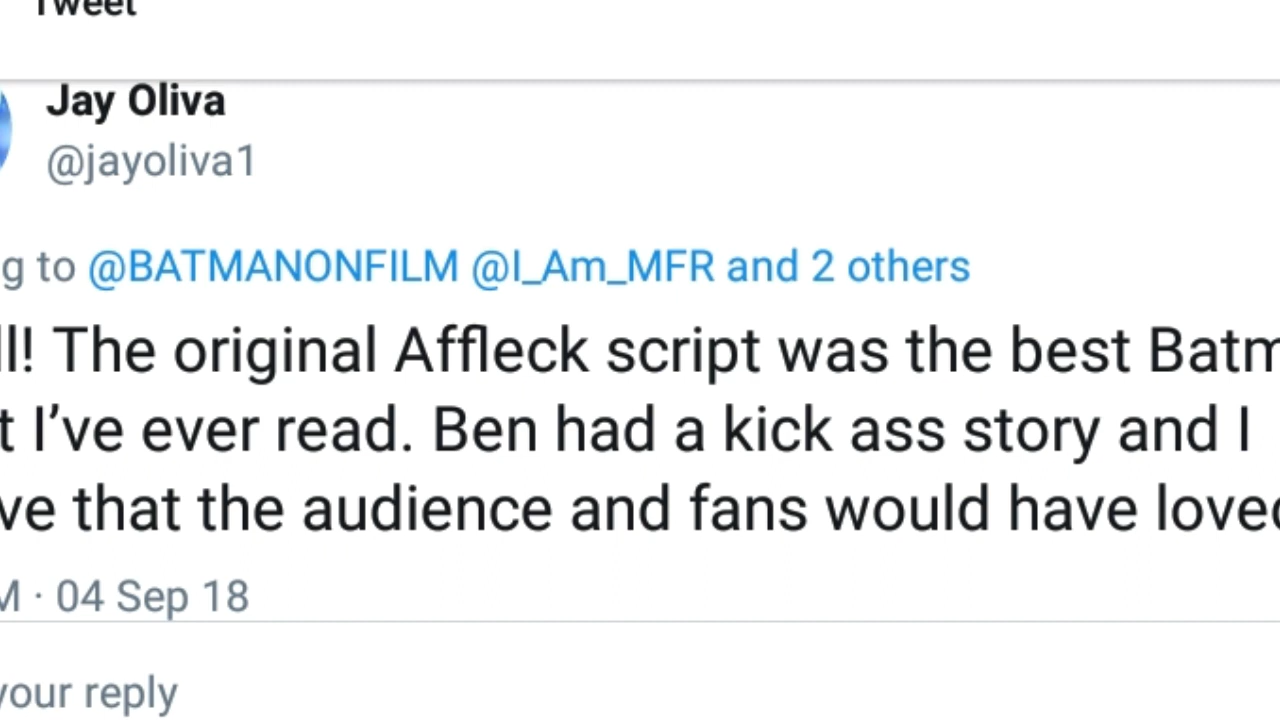 Tweet
Jay Oliva
@jayoliva1
g to @BATMANONFILM @I_Am_MFR and 2 others
ll! The original Affleck script was the best Batm
t I’ve ever read. Ben had a kick ass story and I
ve that the audience and fans would have loved
M · 04 Sep 18
your reply